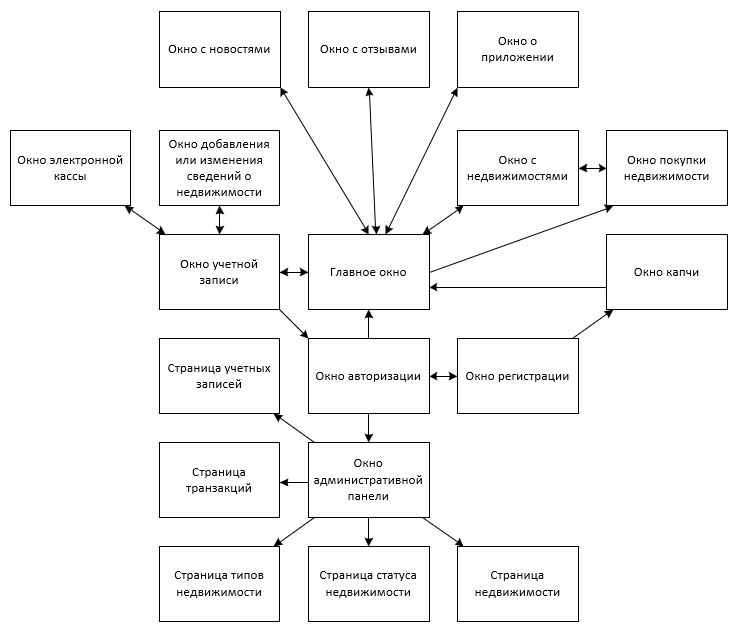 Окно с новостями
Окно с отзывами
Окно о
приложении
Окно электронной
кассы
Окно добавления
или изменения
сведений о
недвижимости
Окно с
недвижимостями
Окно покупки
недвижимости
Окно учетной
записи
Главное окно
Окно капчи
Страница учетных
записей
Окно авторизации
Окно регистрации
Страница
транзакций
Окно
административной
панели
Страница типов
недвижимости
Страница статуса
недвижимости
Страница
недвижимости